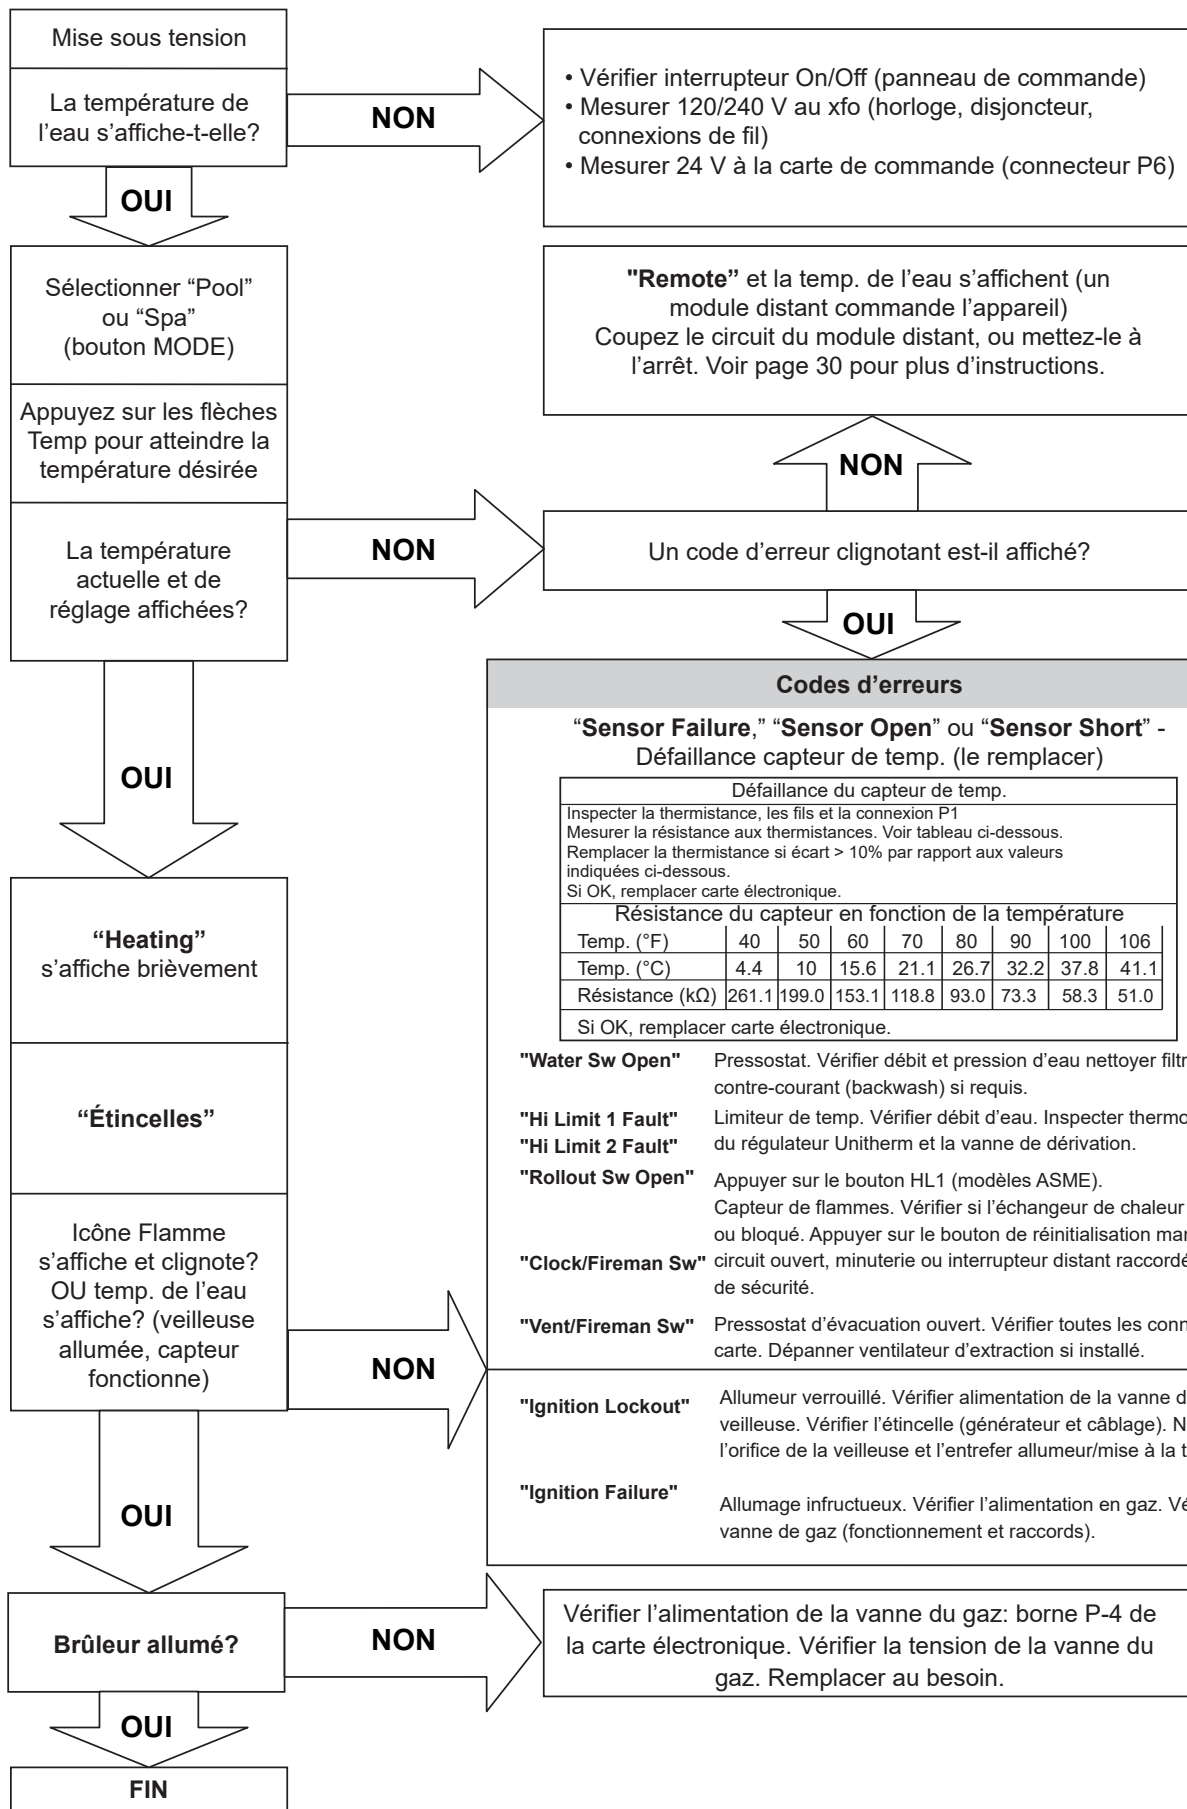 Mise sous tension
La température de
l’eau s’affiche-t-elle?
NON
• Vérifier interrupteur On/Off (panneau de commande)
• Mesurer 120/240 V au xfo (horloge, disjoncteur,
connexions de fil)
• Mesurer 24 V à la carte de commande (connecteur P6)
OUI
Sélectionner “Pool”
ou “Spa”
(bouton MODE)
Appuyez sur les flèches
Temp pour atteindre la
température désirée
La température
actuelle et de
réglage affichées?
"Remote” et la temp. de l’eau s’affichent (un
module distant commande l’appareil)
Coupez le circuit du module distant, ou mettez-le à
l’arrêt. Voir page 30 pour plus d’instructions.
NON
NON
Un code d’erreur clignotant est-il affiché?
OUI
OUI
Codes d’erreurs
“Sensor Failure,” “Sensor Open” ou “Sensor Short” -
Défaillance capteur de temp. (le remplacer)
Défaillance du capteur de temp.
Inspecter la thermistance, les fils et la connexion P1
Mesurer la résistance aux thermistances. Voir tableau ci-dessous.
Remplacer la thermistance si écart > 10% par rapport aux valeurs
indiquées ci-dessous.
Si OK, remplacer carte électronique.
Résistance du capteur en fonction de la température
Temp. (°F) 40 50 60 70 80 90 100 106
Temp. (°C) 4.4 10 15.6 21.1 26.7 32.2 37.8 41.1
Résistance (kΩ) 261.1 199.0 153.1 118.8 93.0 73.3 58.3 51.0
Si OK, remplacer carte électronique.
“Heating”
s’affiche brièvement
“Étincelles”
Icône Flamme
s’affiche et clignote?
OU temp. de l’eau
s’affiche? (veilleuse
allumée, capteur
fonctionne)
NON
"Water Sw Open" Pressostat. Vérifier débit et pression d’eau nettoyer filtr
contre-courant (backwash) si requis.
"Hi Limit 1 Fault" Limiteur de temp. Vérifier débit d’eau. Inspecter thermo
"Hi Limit 2 Fault" du régulateur Unitherm et la vanne de dérivation.
"Rollout Sw Open" Appuyer sur le bouton HL1 (modèles ASME).
Capteur de flammes. Vérifier si l’échangeur de chaleur
ou bloqué. Appuyer sur le bouton de réinitialisation man
"Clock/Fireman Sw" circuit ouvert, minuterie ou interrupteur distant raccordé
de sécurité.
"Vent/Fireman Sw" Pressostat d’évacuation ouvert. Vérifier toutes les conn
carte. Dépanner ventilateur d’extraction si installé.
"Ignition Lockout" Allumeur verrouillé. Vérifier alimentation de la vanne d
veilleuse. Vérifier l’étincelle (générateur et câblage). N
l’orifice de la veilleuse et l’entrefer allumeur/mise à la t
"Ignition Failure" Allumage infructueux. Vérifier l’alimentation en gaz. Vé
vanne de gaz (fonctionnement et raccords).
OUI
Brûleur allumé?
NON
Vérifier l’alimentation de la vanne du gaz: borne P-4 de
la carte électronique. Vérifier la tension de la vanne du
gaz. Remplacer au besoin.
OUI
FIN